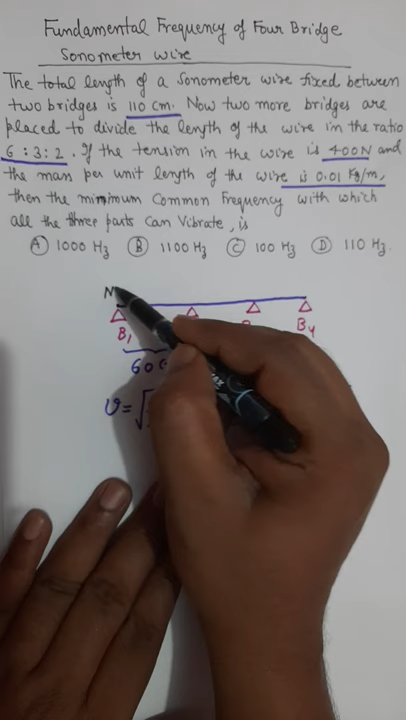 Fundamental Frequency of Four Bridge
Sonometer wire
The total length of a Sonometer wire fixed between
two bridges is 110 cm. Now two more bridges are
placed to divide the length of the wire in the ratio
6:3:2. If the tension in the wire is 400N and
the mass per unit length of the wire is 0.01 Kg/m,
then the minimum Common Frequency with which
all the three parts Can Vibrate, is
(A) 1000 Hz (B) 1100 Hz (C) 100 Hz (D) 110 Hz.
N
B1 B4
60
v=√